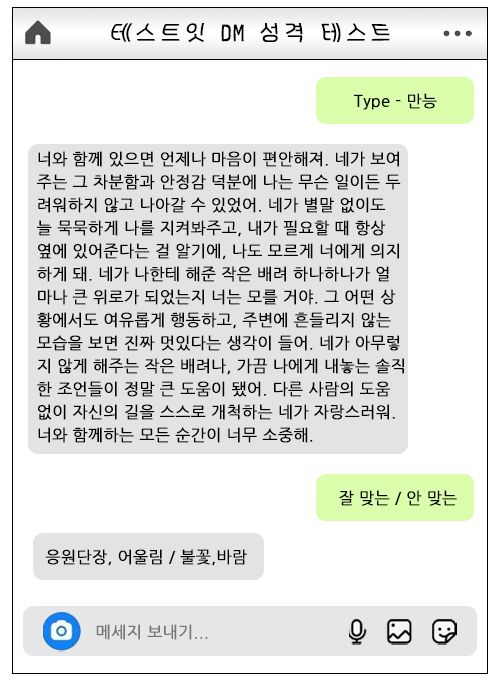 테스트잇 DM 성격 테스트
Type - 만능
너와 함께 있으면 언제나 마음이 편안해져. 네가 보여
주는 그 차분함과 안정감 덕분에 나는 무슨 일이든 두
려워하지 않고 나아갈 수 있었어. 네가 별말 없이도
늘 묵묵하게 나를 지켜봐주고, 내가 필요할 때 항상
옆에 있어준다는 걸 알기에, 나도 모르게 너에게 의지
하게 돼. 네가 나한테 해준 작은 배려 하나하나가 얼
마나 큰 위로가 되었는지 너는 모를 거야. 그 어떤 상
황에서도 여유롭게 행동하고, 주변에 흔들리지 않는
모습을 보면 진짜 멋있다는 생각이 들어. 네가 아무렇
지 않게 해주는 작은 배려나, 가끔 나에게 내놓는 솔직
한 조언들이 정말 큰 도움이 됐어. 다른 사람의 도움
없이 자신의 길을 스스로 개척하는 네가 자랑스러워.
너와 함께하는 모든 순간이 너무 소중해.
잘 맞는 / 안 맞는
응원단장, 어울림 / 불꽃,바람
메세지 보내기...